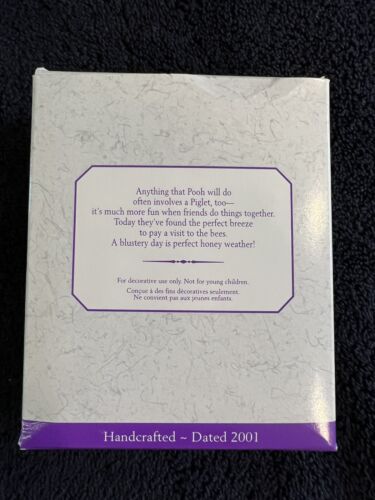 Anything that Pooh will do
often involves a Piglet, too—
it's much more fun when friends do things together.
Today they've found the perfect breeze
to pay a visit to the bees.
A blustery day is perfect honey weather!
For decorative use only. Not for young children.
Conçue à des fins décoratives seulement.
Ne convient pas aux jeunes enfants.
Handcrafted ~ Dated 2001